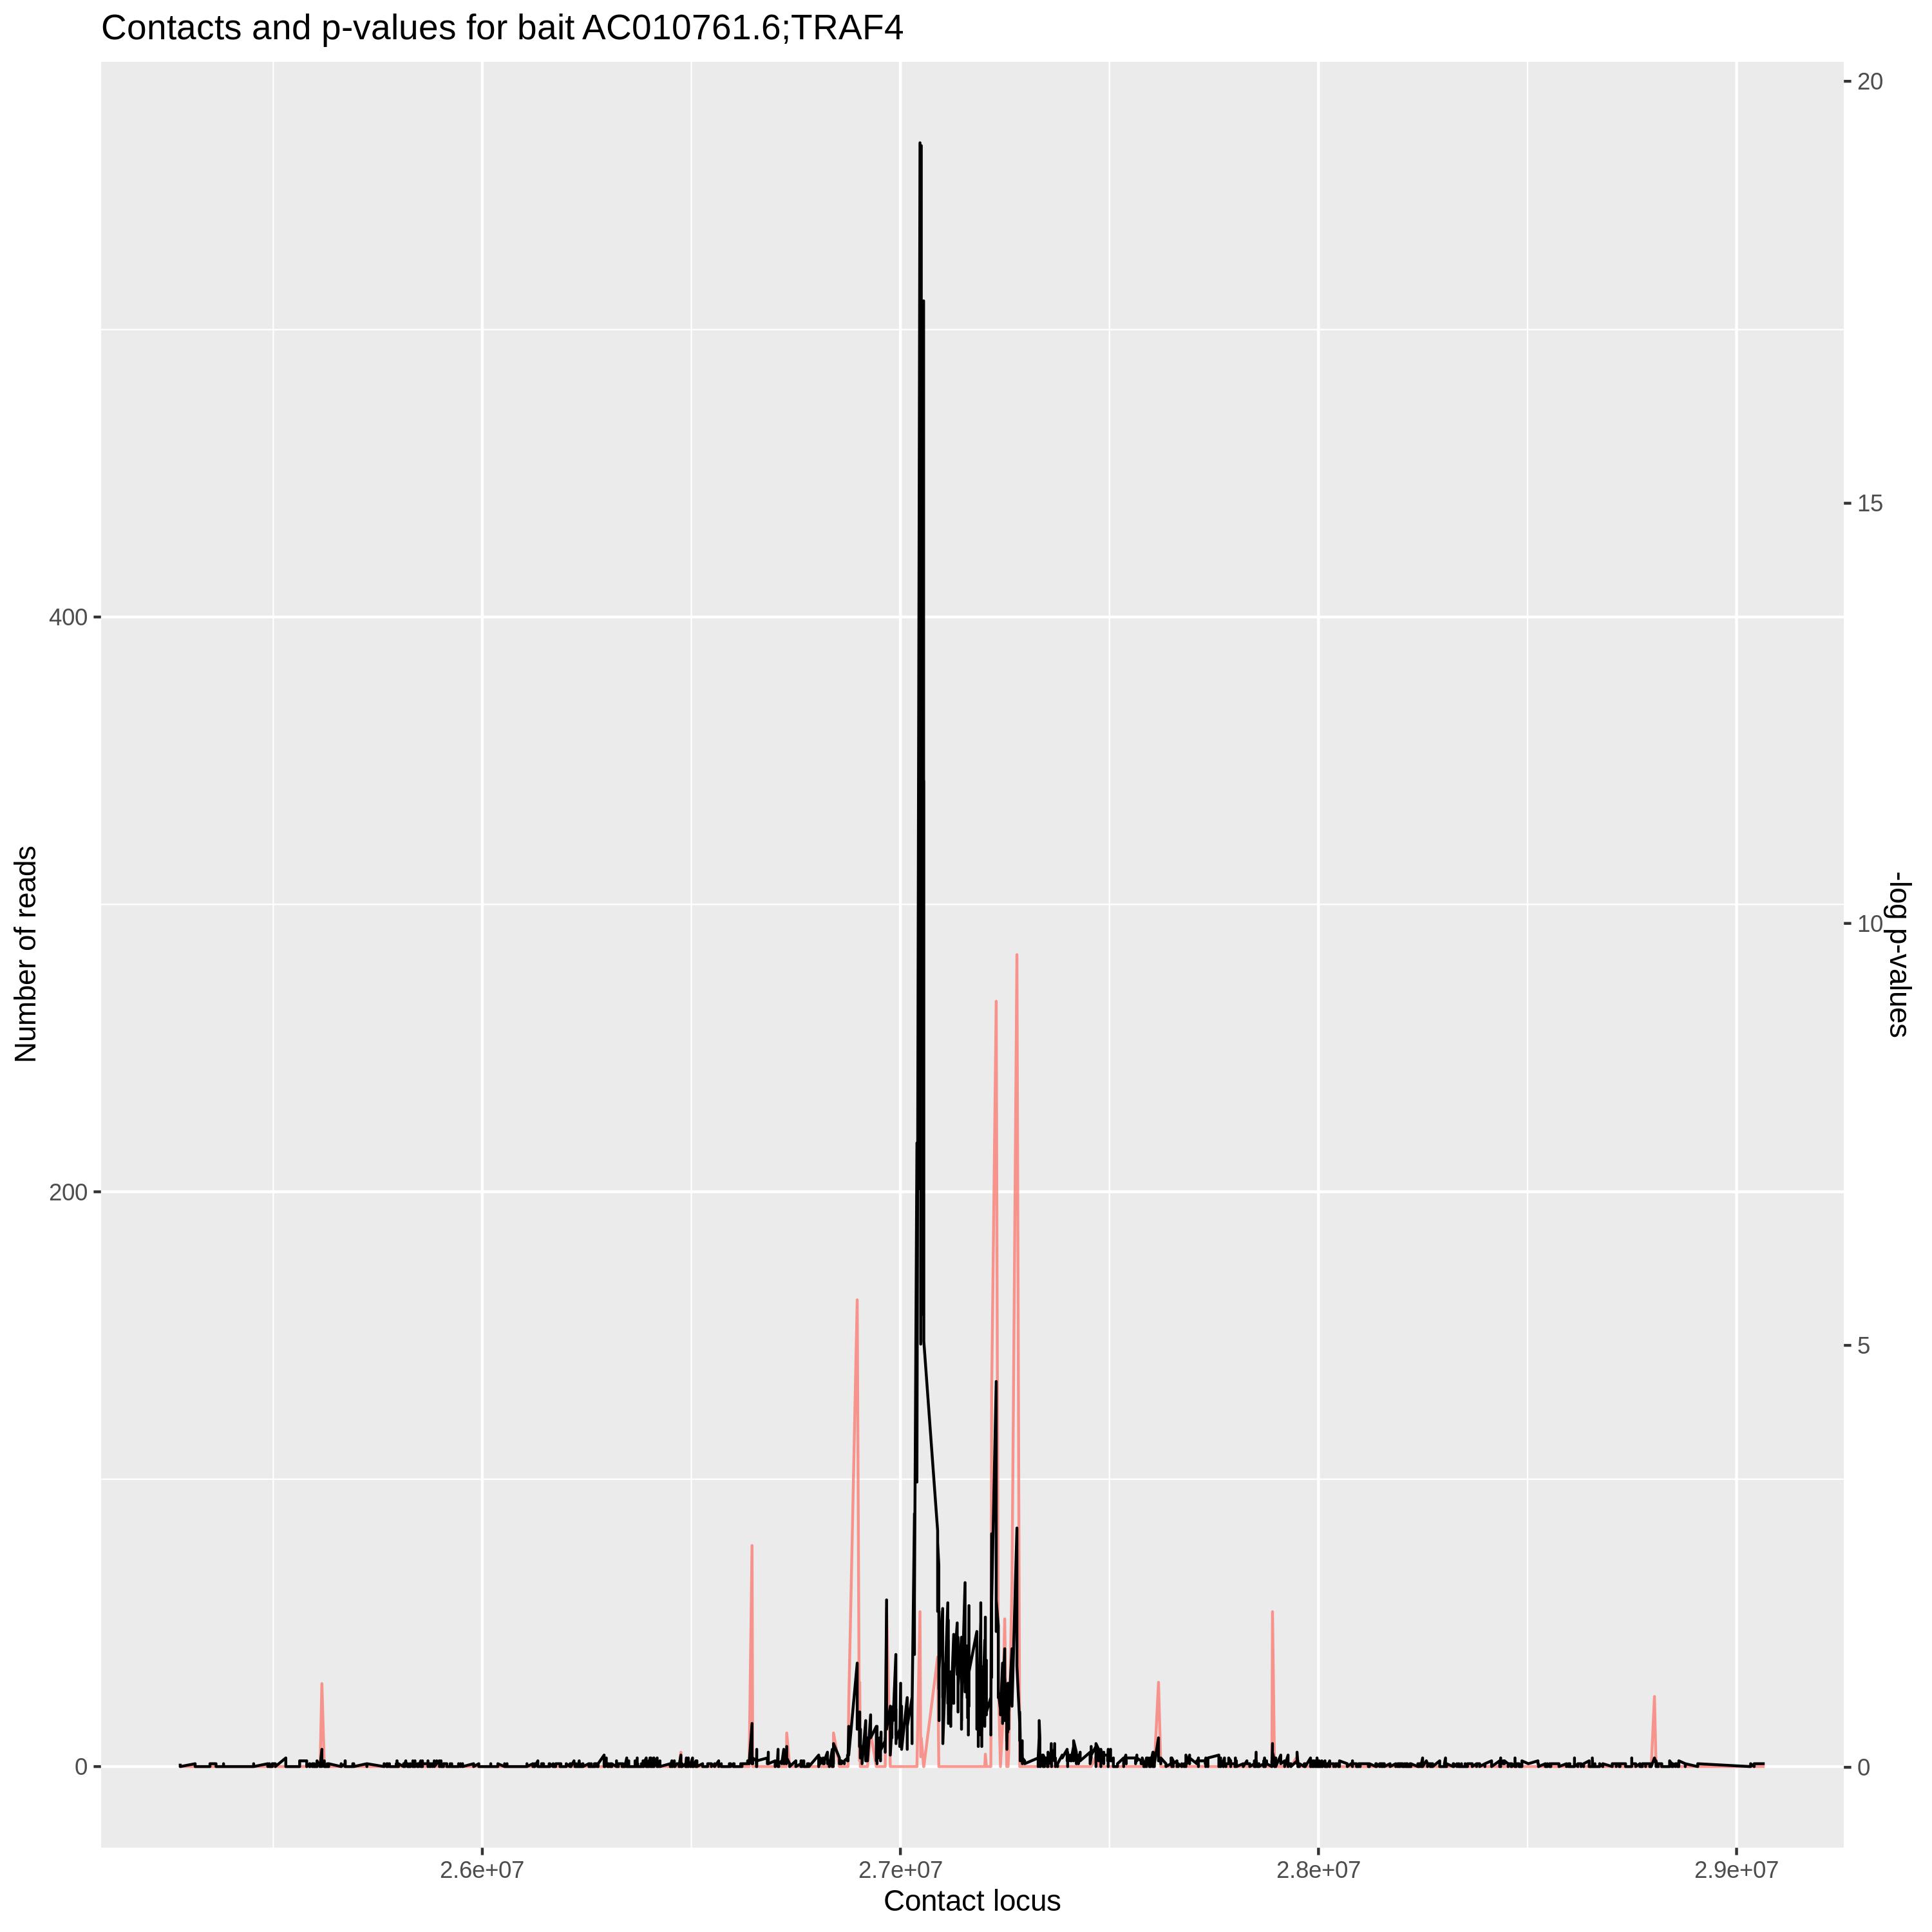 Contacts and p-values for bait AC010761.6;TRAF4
20
15
400
10
Number of reads
-log p-values
200
5
0
0
2.6e+07
2.7e+07
2.8e+07
2.9e+07
Contact locus